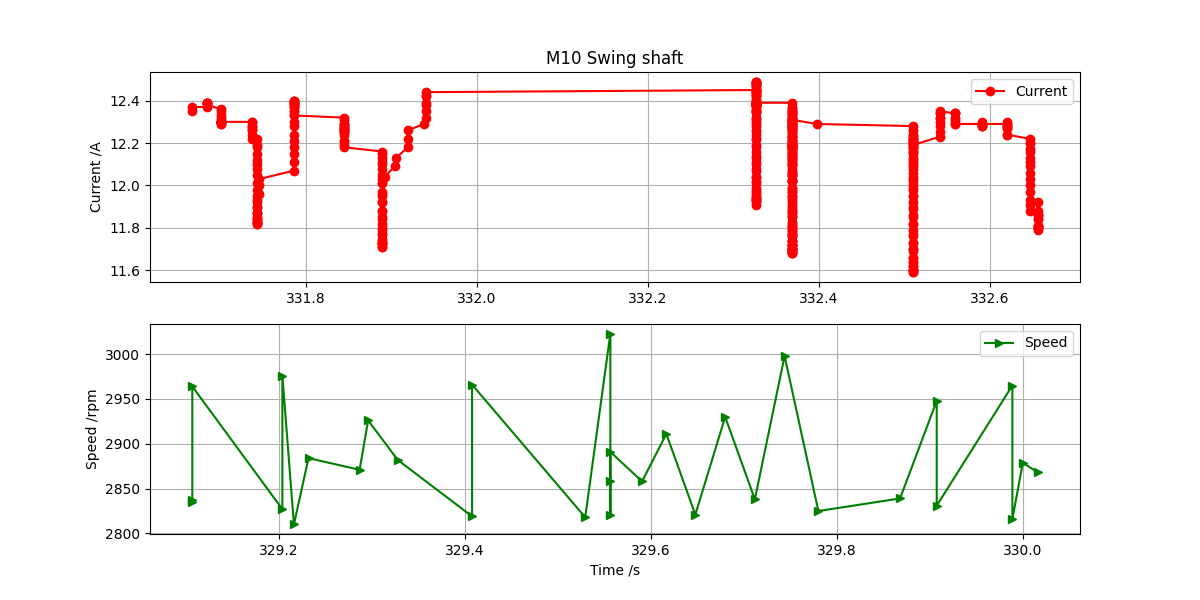 M10 Swing shaft
Current /A
12.4
12.2
12.0
11.8
11.6
Current
331.8 332.0 332.2 332.4 332.6
Speed /rpm
3000
2950
2900
2850
2800
Speed
329.2 329.4 329.6 329.8 330.0
Time /s